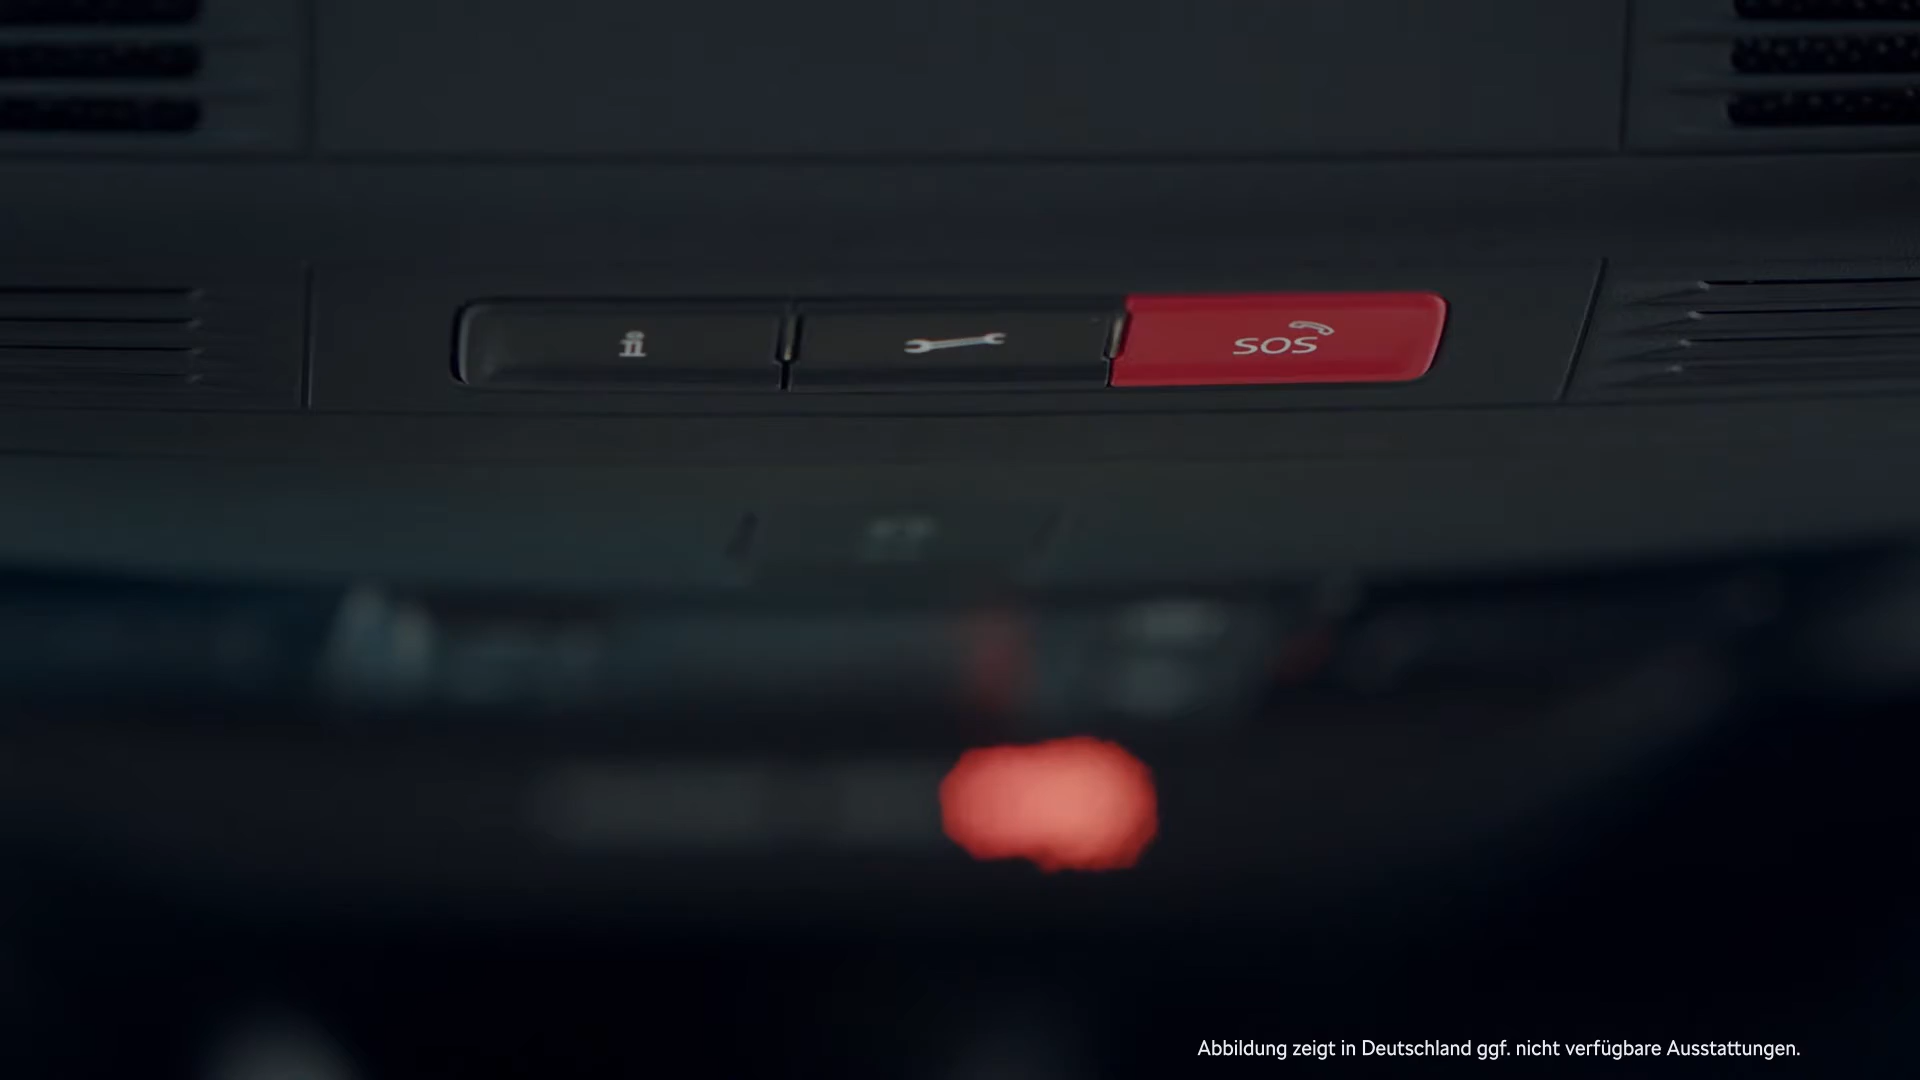 i
SOS
Abbildung zeigt in Deutschland ggf. nicht verfügbare Ausstattungen.